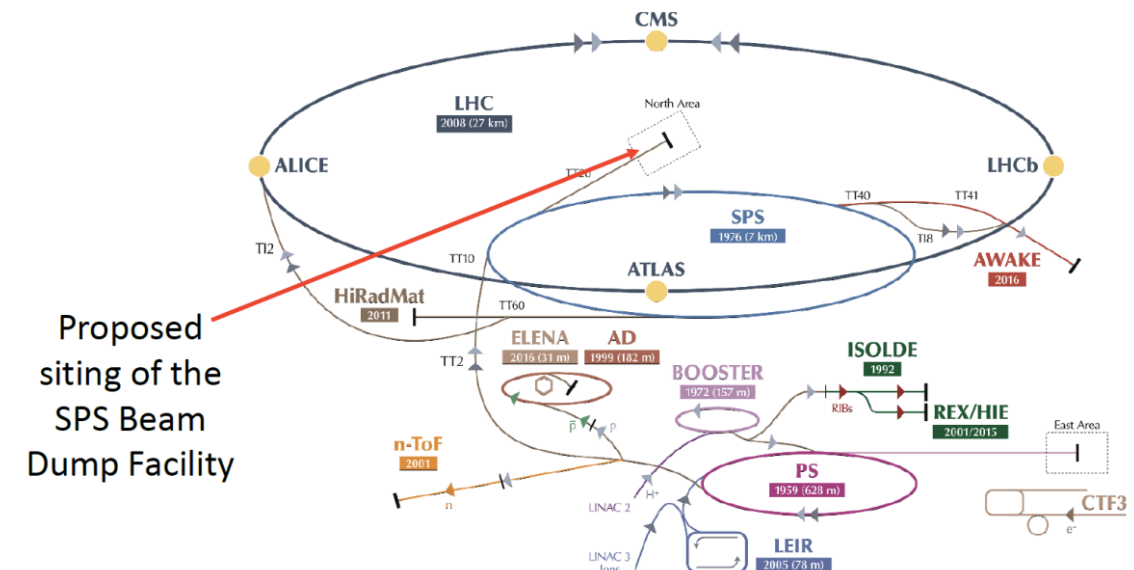 CMS
LHC
2008 (27 km)
North Area
ALICE
LHCb
TT20
TT40
TT41
SPS
1976 (7 km)
TI8
TI2
TT10
ATLAS
AWAKE
2016
HiRadMat
2011
TT60
Proposed
siting of the
SPS Beam
Dump Facility
ELENA
2016 (31 m)
AD
1999 (182 m)
TT2
BOOSTER
1972 (157 m)
ISOLDE
1992
RIBs
REX/HIE
2001/2015
p̅
p
East Area
n-ToF
2001
n
PS
1959 (628 m)
H⁺
LINAC 2
CTF3
e⁻
LEIR
2005 (78 m)
LINAC 3
Ions